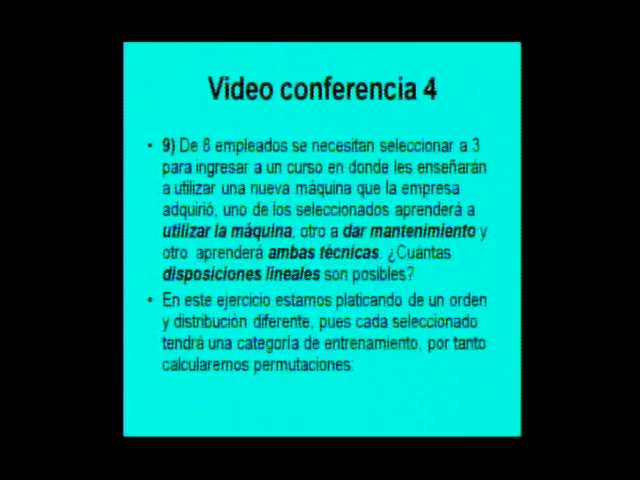 Video conferencia 4
• 9) De 8 empleados se necesitan seleccionar a 3
para ingresar a un curso en donde les enseñarán
a utilizar una nueva máquina que la empresa
adquirió, uno de los seleccionados aprenderá a
utilizar la máquina, otro a dar mantenimiento y
otro aprenderá ambas técnicas. ¿Cuántas
disposiciones lineales son posibles?
• En este ejercicio estamos platicando de un orden
y distribución diferente, pues cada seleccionado
tendrá una categoría de entrenamiento, por tanto
calcularemos permutaciones: